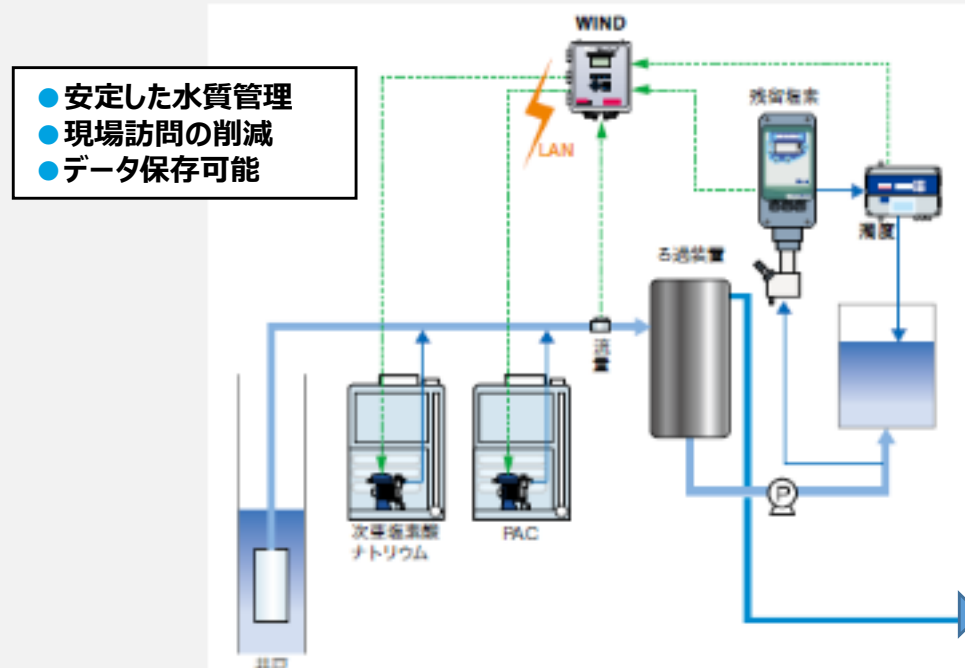 WIND
●安定した水質管理
●現場訪問の削減
●データ保存可能
LAN
残留塩素
濁度
ろ過装置
流量
次亜塩素酸
ナトリウム
PAC
P
井戸